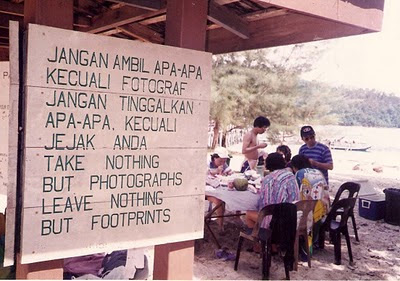 JANGAN AMBIL APA-APA
KECUALI FOTOGRAF
JANGAN TINGGALKAN
APA-APA, KECUALI
JEJAK ANDA
TAKE NOTHING
BUT PHOTOGRAPHS
LEAVE NOTHING
BUT FOOTPRINTS